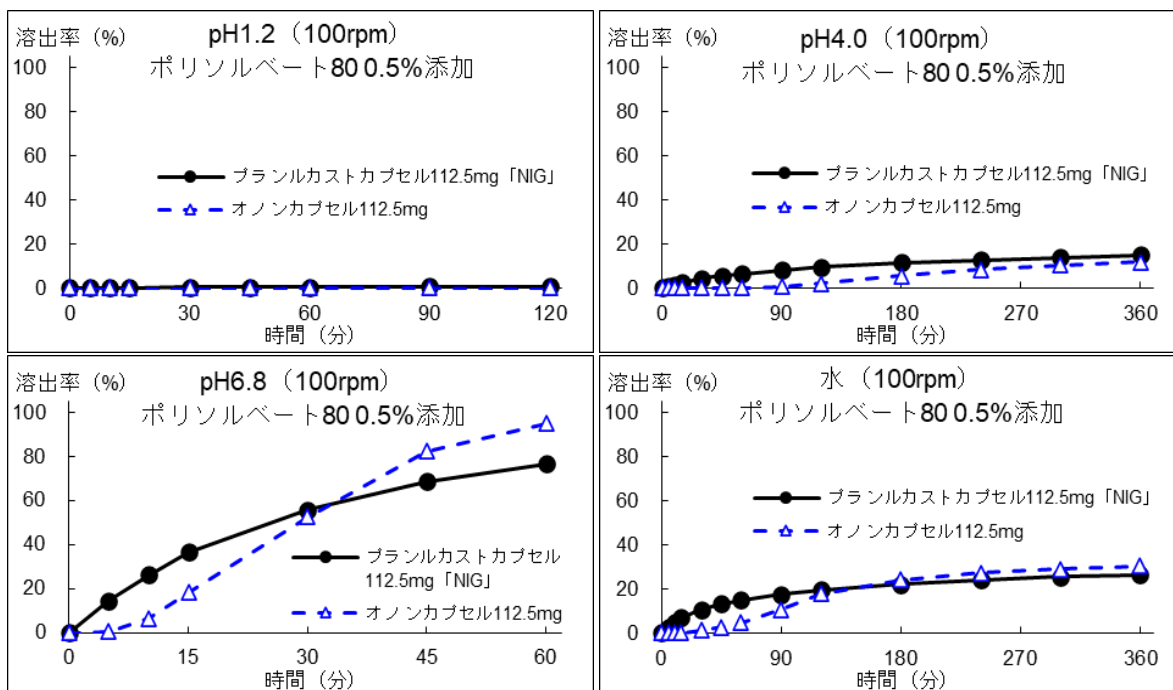 溶出率（%）
pH1.2（100rpm）
ポリソルベート80 0.5%添加
100
80
60
40
20
0
プランルカストカプセル112.5mg「NIG」
オノンカプセル112.5mg
0 30 60 90 120
時間（分）
溶出率（%）
pH4.0（100rpm）
ポリソルベート80 0.5%添加
100
80
60
40
20
0
プランルカストカプセル112.5mg「NIG」
オノンカプセル112.5mg
0 90 180 270 360
時間（分）
溶出率（%）
pH6.8（100rpm）
ポリソルベート80 0.5%添加
100
80
60
40
20
0
プランルカストカプセル
112.5mg「NIG」
オノンカプセル112.5mg
0 15 30 45 60
時間（分）
溶出率（%）
水（100rpm）
ポリソルベート80 0.5%添加
100
80
60
40
20
0
プランルカストカプセル112.5mg「NIG」
オノンカプセル112.5mg
0 90 180 270 360
時間（分）